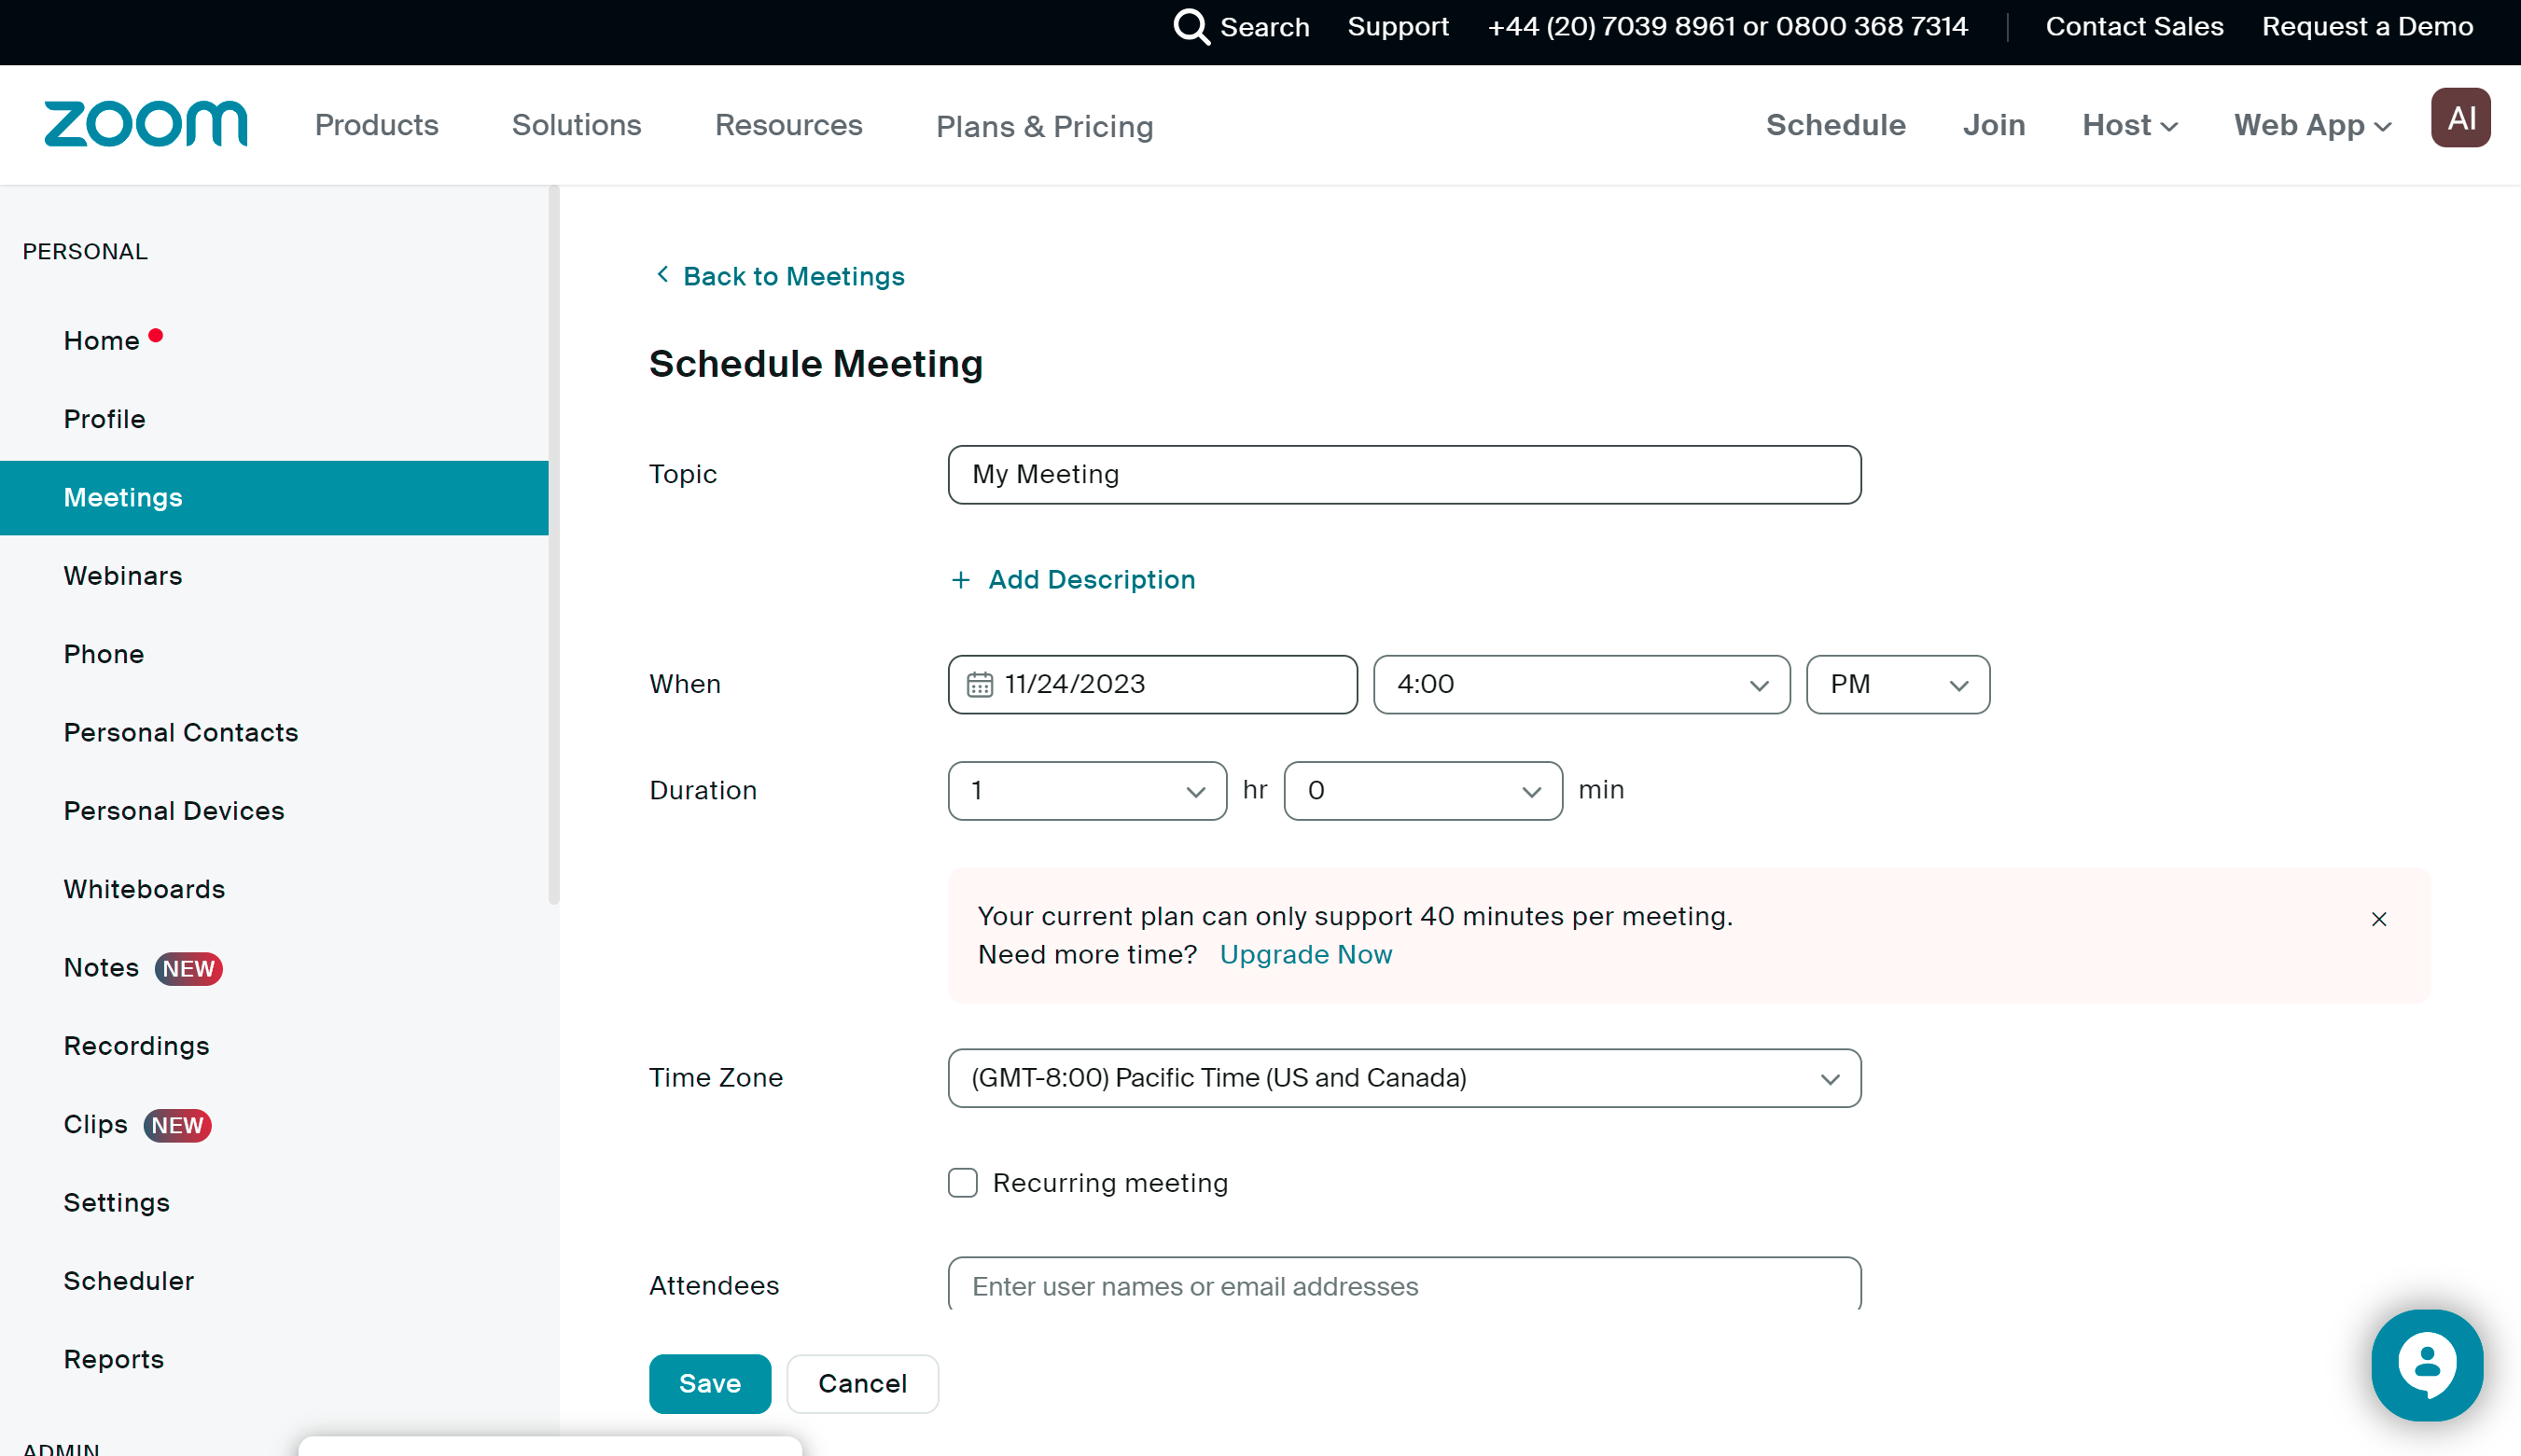 Search Support +44 (20) 7039 8961 or 0800 368 7314 Contact Sales Request a Demo
zoom Products Solutions Resources Plans & Pricing Schedule Join Host Web App AI
PERSONAL
Home
Profile
Meetings
Webinars
Phone
Personal Contacts
Personal Devices
Whiteboards
Notes NEW
Recordings
Clips NEW
Settings
Scheduler
Reports
ADMIN
Back to Meetings
Schedule Meeting
Topic My Meeting
+ Add Description
When 11/24/2023 4:00 PM
Duration 1 hr 0 min
Your current plan can only support 40 minutes per meeting.
Need more time? Upgrade Now
Time Zone (GMT-8:00) Pacific Time (US and Canada)
Recurring meeting
Attendees Enter user names or email addresses
Save Cancel